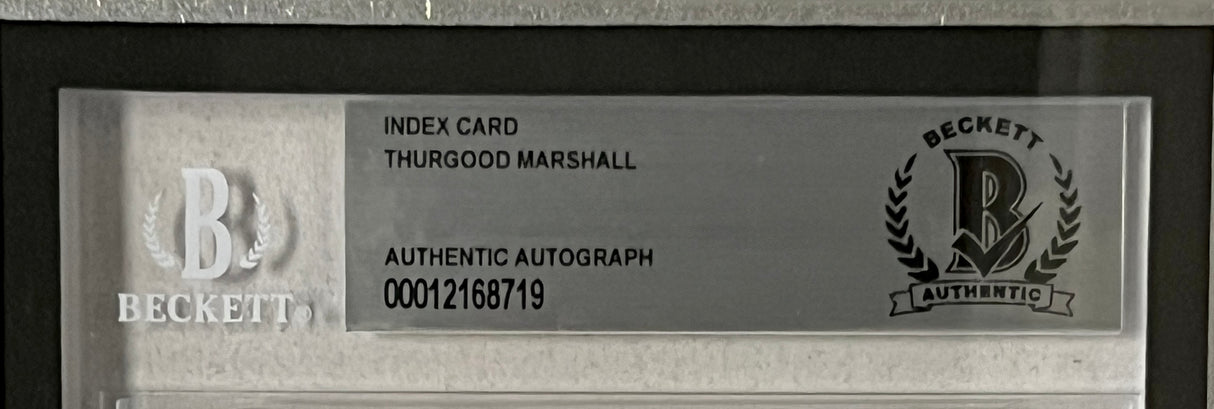 B
BECKETT®
INDEX CARD
THURGOOD MARSHALL
AUTHENTIC AUTOGRAPH
00012168719
BECKETT
B
AUTHENTIC